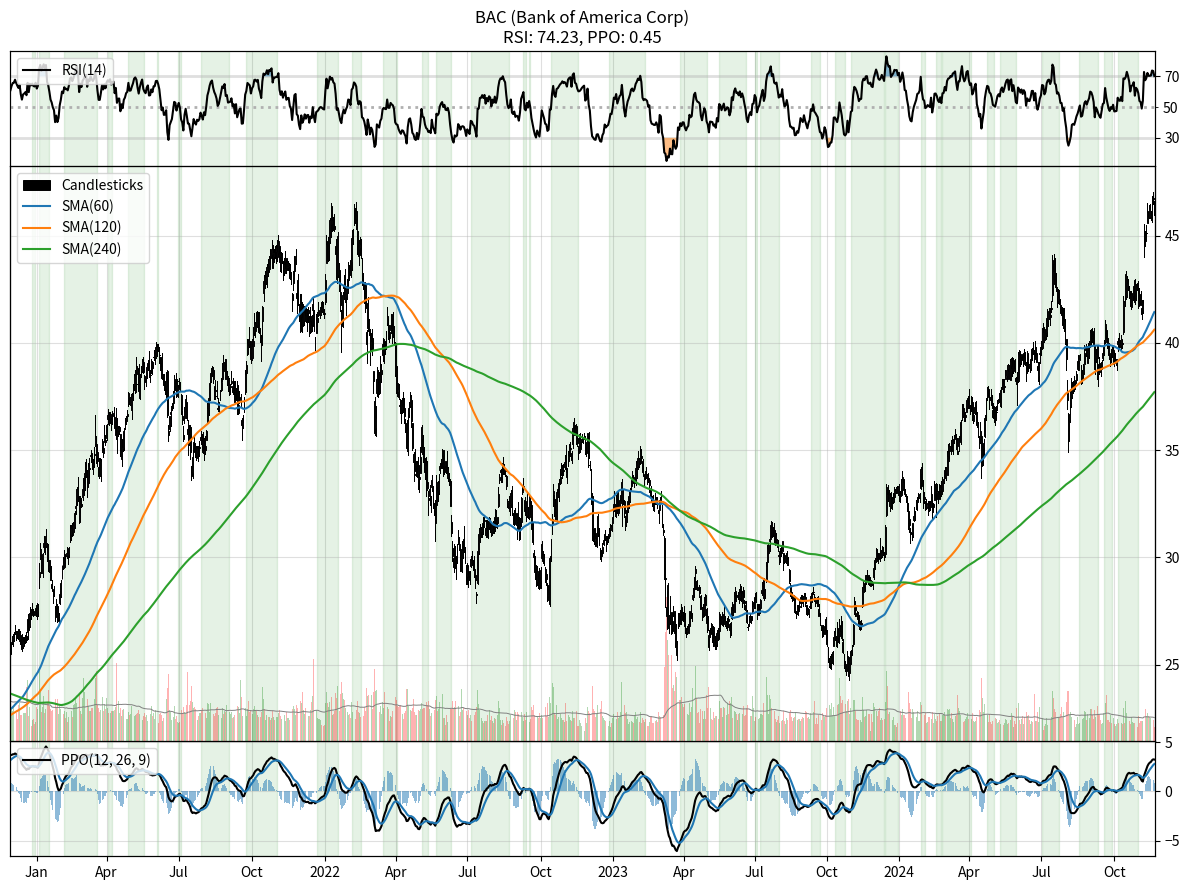 BAC (Bank of America Corp)
RSI: 74.23, PPO: 0.45
RSI(14)
70
50
30
Candlesticks
SMA(60)
SMA(120)
SMA(240)
45
40
35
30
25
PPO(12, 26, 9)
5
0
−5
Jan Apr Jul Oct 2022 Apr Jul Oct 2023 Apr Jul Oct 2024 Apr Jul Oct